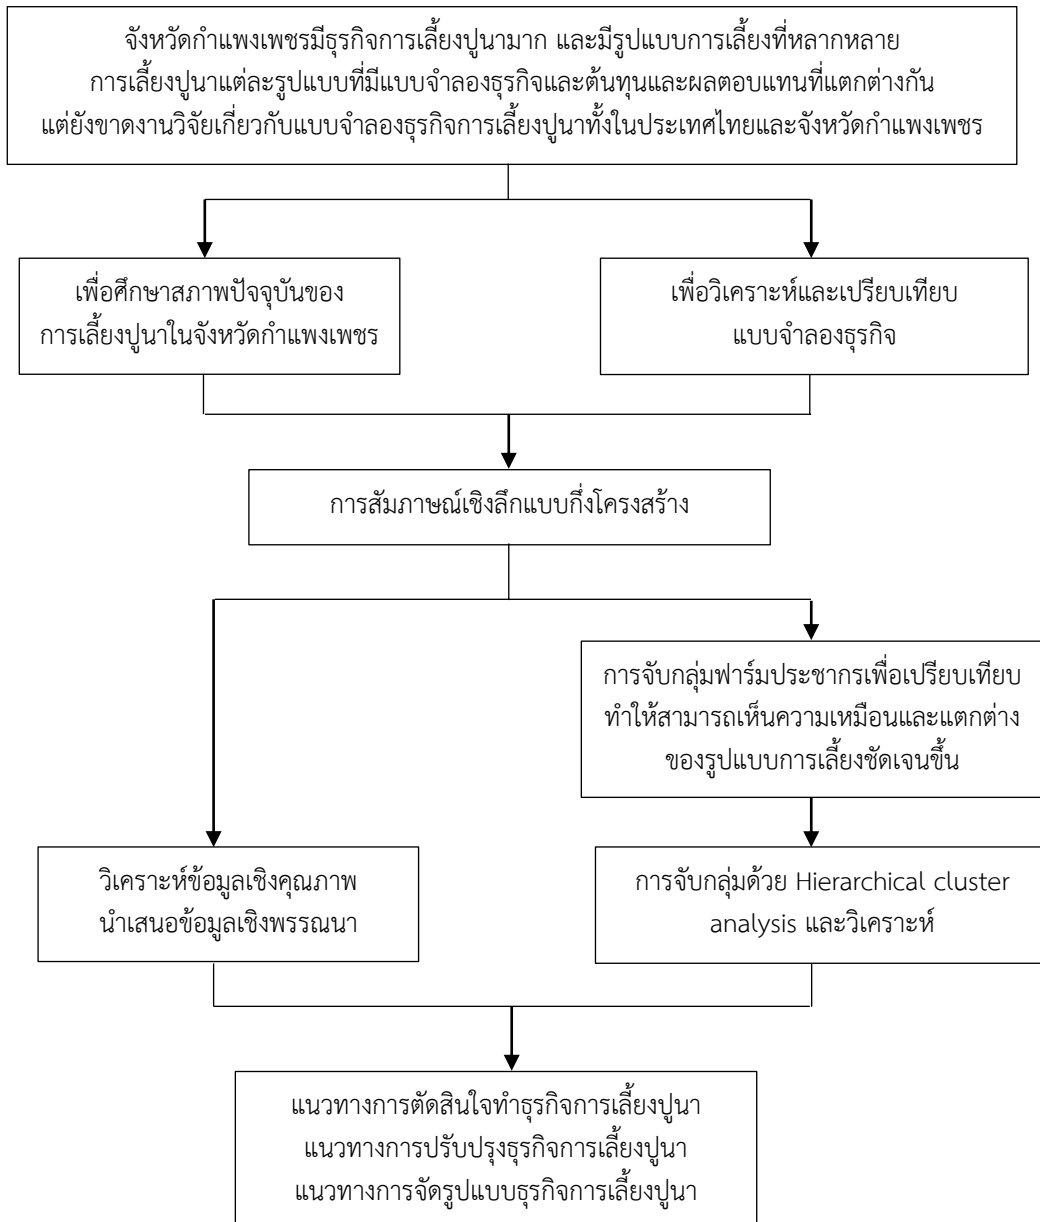 จังหวัดกำแพงเพชรมีธุรกิจการเลี้ยงปูนามาก และมีรูปแบบการเลี้ยงที่หลากหลาย
การเลี้ยงปูนาแต่ละรูปแบบที่มีแบบจำลองธุรกิจและต้นทุนและผลตอบแทนที่แตกต่างกัน
แต่ยังขาดงานวิจัยเกี่ยวกับแบบจำลองธุรกิจการเลี้ยงปูนาทั้งในประเทศไทยและจังหวัดกำแพงเพชร
เพื่อศึกษาสภาพปัจจุบันของ
การเลี้ยงปูนาในจังหวัดกำแพงเพชร
เพื่อวิเคราะห์และเปรียบเทียบ
แบบจำลองธุรกิจ
การสัมภาษณ์เชิงลึกแบบกึ่งโครงสร้าง
การจับกลุ่มฟาร์มประชากรเพื่อเปรียบเทียบ
ทำให้สามารถเห็นความเหมือนและแตกต่าง
ของรูปแบบการเลี้ยงชัดเจนขึ้น
วิเคราะห์ข้อมูลเชิงคุณภาพ
นำเสนอข้อมูลเชิงพรรณนา
การจับกลุ่มด้วย Hierarchical cluster
analysis และวิเคราะห์
แนวทางการตัดสินใจทำธุรกิจการเลี้ยงปูนา
แนวทางการปรับปรุงธุรกิจการเลี้ยงปูนา
แนวทางการจัดรูปแบบธุรกิจการเลี้ยงปูนา